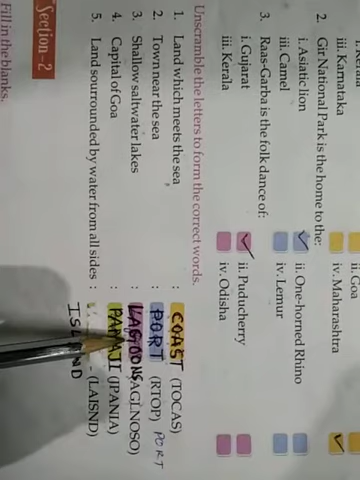 iii. Karnataka
ii. Goa
iv. Maharashtra
2. Gir National Park is the home to the:
i. Asiatic lion
ii. One-horned Rhino
iii. Camel
iv. Lemur
3. Raas-Garba is the folk dance of:
i. Gujarat
ii. Puducherry
iii. Kerala
iv. Odisha
Unscramble the letters to form the correct words.
1. Land which meets the sea : COAST (TOCAS)
2. Town near the sea : PORT (RTOP) PORT
3. Shallow saltwater lakes : LAGOONS AGLNOSO)
4. Capital of Goa : PANAJI (JPANIA)
5. Land sourrounded by water from all sides : (LAISND)
ISLAND
Section-2
Fill in the blanks.